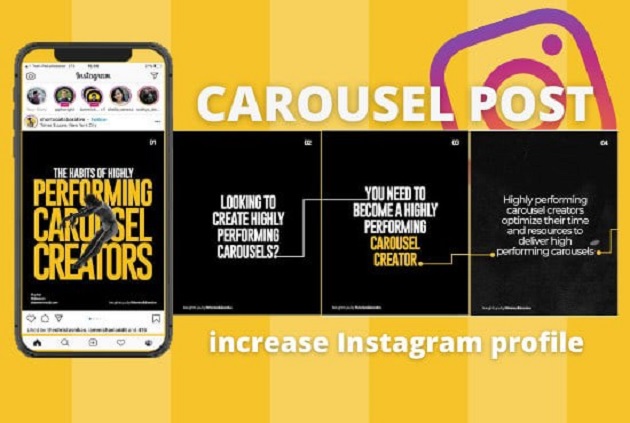 CAROUSEL POST
Instagram
01
THE HABITS OF HIGHLY
PERFORMING
CAROUSEL
CREATORS
02
LOOKING TO
CREATE HIGHLY
PERFORMING
CAROUSELS?
03
YOU NEED TO
BECOME A HIGHLY
PERFORMING
CAROUSEL
CREATOR.
04
Highly performing
carousel creators
optimize their time
and resources to
deliver high
performing carousels
increase Instagram profile